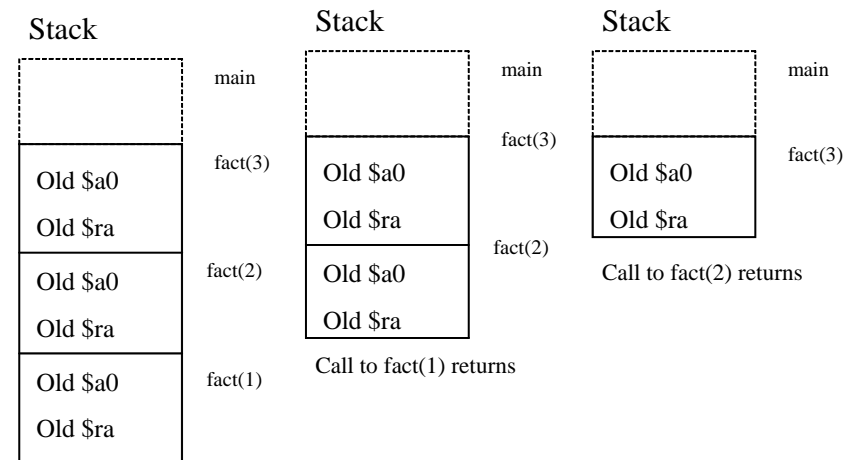 Stack
main
fact(3)
Old $a0
Old $ra
fact(2)
Old $a0
Old $ra
fact(1)
Old $a0
Old $ra
Stack
main
fact(3)
Old $a0
Old $ra
fact(2)
Old $a0
Old $ra
Call to fact(1) returns
Stack
main
fact(3)
Old $a0
Old $ra
Call to fact(2) returns